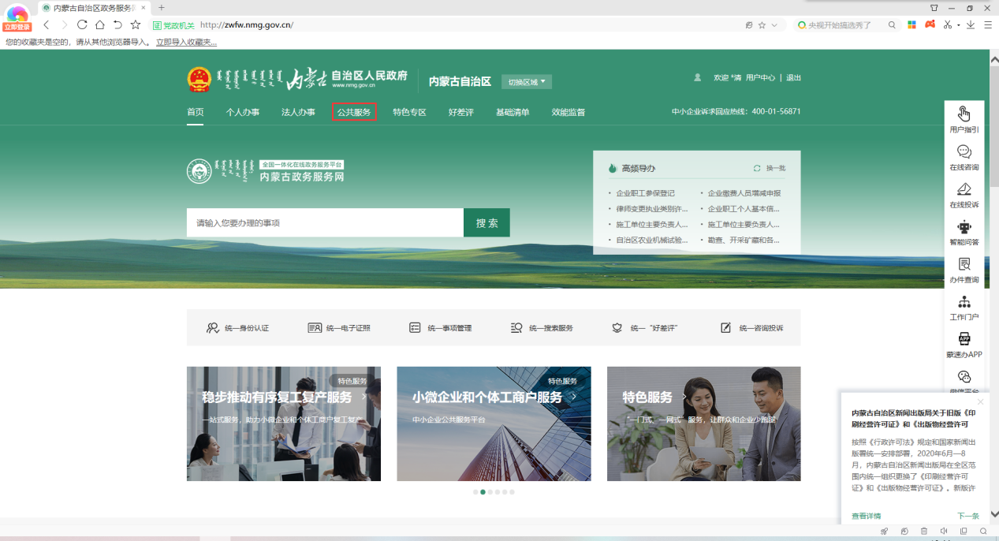 内蒙古自治区政务服务
立即登录
证 党政机关 http://zwfw.nmg.gov.cn/
央视开始搞选秀了
您的收藏夹是空的，请从其他浏览器导入。 立即导入收藏夹...
内蒙古 自治区人民政府
www.nmg.gov.cn
内蒙古自治区 切换区域
欢迎 *清 用户中心 | 退出
首页 个人办事 法人办事 公共服务 特色专区 好差评 基础清单 效能监督
中小企业诉求回应热线：400-01-56871
全国一体化在线政务服务平台
内蒙古政务服务网
请输入您要办理的事项 搜 索
高频导办 换一批
· 企业职工参保登记 · 企业缴费人员增减申报
· 律师变更执业类别许... · 企业职工个人基本信...
· 施工单位主要负责人... · 施工单位主要负责人...
· 自治区农业机械试验... · 勘查、开采矿藏和各...
用户指引
在线咨询
在线投诉
智能问答
办件查询
工作门户
APP
蒙速办APP
统一身份认证 统一电子证照 统一事项管理 统一搜索服务 统一“好差评” 统一咨询投诉
特色服务
稳步推动有序复工复产服务
一站式服务，助力小微企业和个体工商户复工复产
特色服务
小微企业和个体工商户服务
中小企业公共服务平台
特色服务
“一门式、一网式”服务，让群众和企业少跑腿
内蒙古自治区新闻出版局关于旧版《印
刷经营许可证》和《出版物经营许可
按照《行政许可法》规定和国家新闻出
版署统一安排部署，2020年6月—8
月，内蒙古自治区新闻出版局在全区范
围内统一组织更换了《印刷经营许可
证》和《出版物经营许可证》。新版许
查看详情 下一条